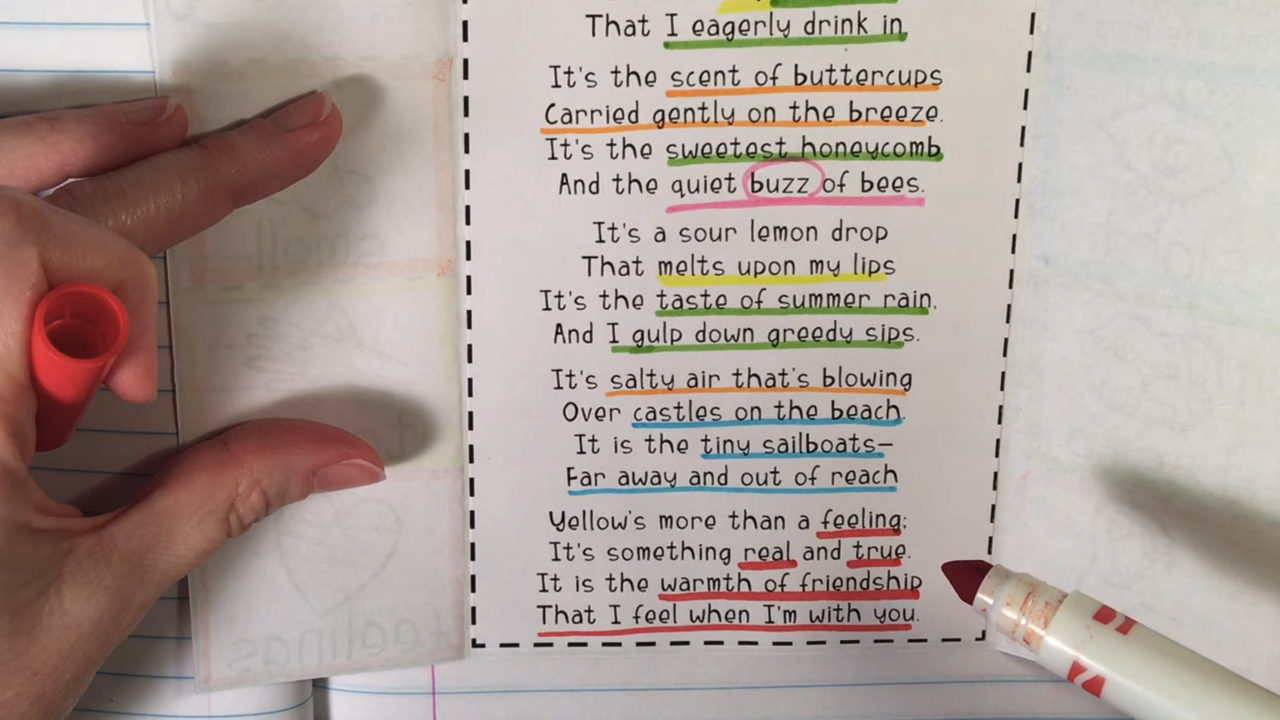 That I eagerly drink in
It's the scent of buttercups
Carried gently on the breeze.
It's the sweetest honeycomb
And the quiet buzz of bees.
It's a sour lemon drop
That melts upon my lips
It's the taste of summer rain.
And I gulp down greedy sips.
It's salty air that's blowing
Over castles on the beach.
It is the tiny sailboats—
Far away and out of reach
Yellow's more than a feeling;
It's something real and true.
It is the warmth of friendship
That I feel when I'm with you.
smell
feelings